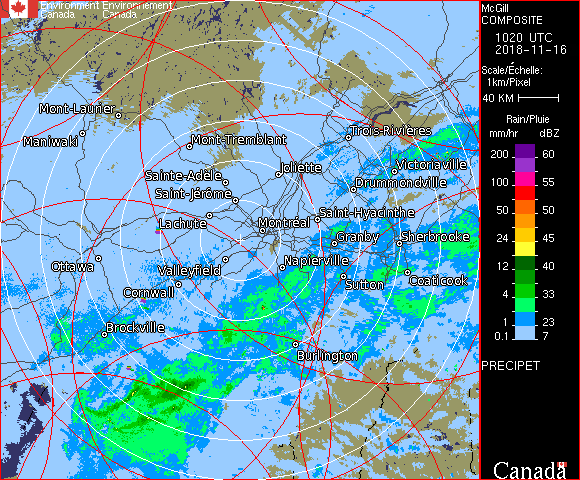 Environment Environnement
Canada Canada
McGill
COMPOSITE
1020 UTC
2018-11-16
Scale/Échelle:
1km/Pixel
40 KM
Rain/Pluie
mm/hr dBZ
200 60
100 55
50 50
24 45
12 40
4 33
1 23
0.1 7
PRECIPET
Canada
Mont-Laurier
Maniwaki
Mont-Tremblant
Trois-Rivières
Joliette
Victoriaville
Sainte-Adèle
Drummondville
Saint-Jérôme
Lachute
Saint-Hyacinthe
Montréal
Granby
Sherbrooke
Ottawa
Valleyfield
Napierville
Cornwall
Sutton
Coaticook
Brockville
Burlington